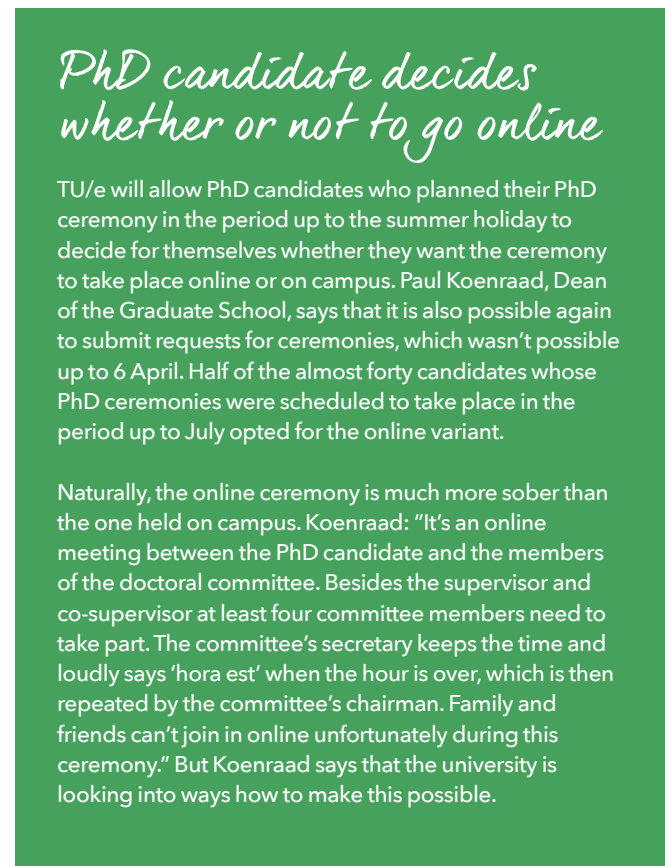 PhD candidate decides
whether or not to go online
TU/e will allow PhD candidates who planned their PhD
ceremony in the period up to the summer holiday to
decide for themselves whether they want the ceremony
to take place online or on campus. Paul Koenraad, Dean
of the Graduate School, says that it is also possible again
to submit requests for ceremonies, which wasn’t possible
up to 6 April. Half of the almost forty candidates whose
PhD ceremonies were scheduled to take place in the
period up to July opted for the online variant.
Naturally, the online ceremony is much more sober than
the one held on campus. Koenraad: “It’s an online
meeting between the PhD candidate and the members
of the doctoral committee. Besides the supervisor and
co-supervisor at least four committee members need to
take part. The committee’s secretary keeps the time and
loudly says ‘hora est’ when the hour is over, which is then
repeated by the committee’s chairman. Family and
friends can’t join in online unfortunately during this
ceremony.” But Koenraad says that the university is
looking into ways how to make this possible.